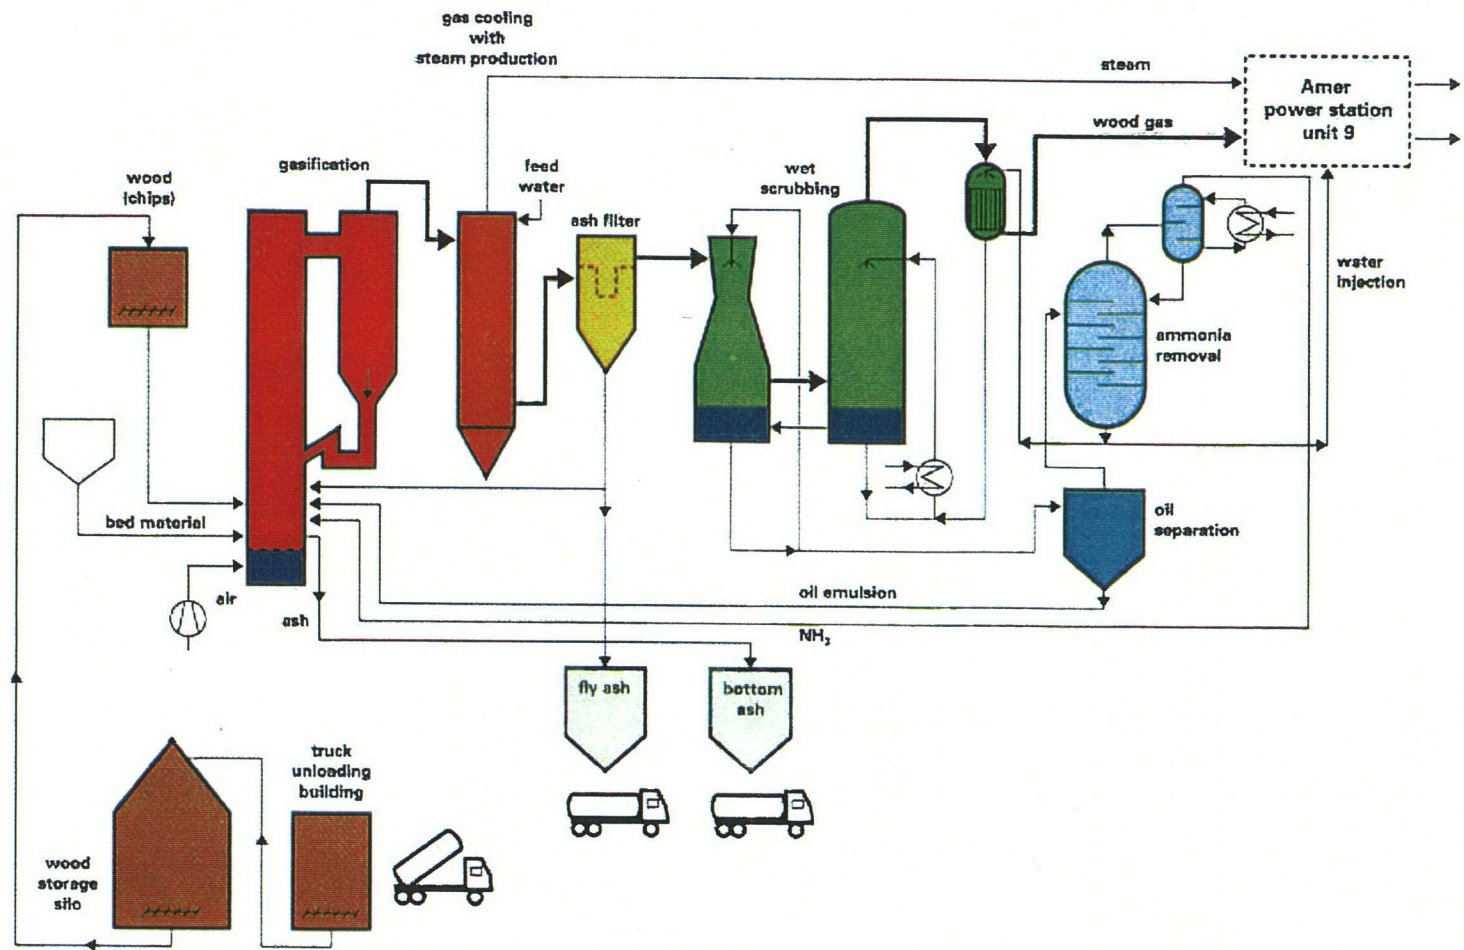 gas cooling
with
steam production
steam
Amer
power station
unit 9
wood gas
gasification
feed
water
wet
scrubbing
wood
(chips)
ash filter
water
injection
ammonia
removal
bed material
oil
separation
air
ash
oil emulsion
NH3
fly ash
bottom
ash
truck
unloading
building
wood
storage
silo